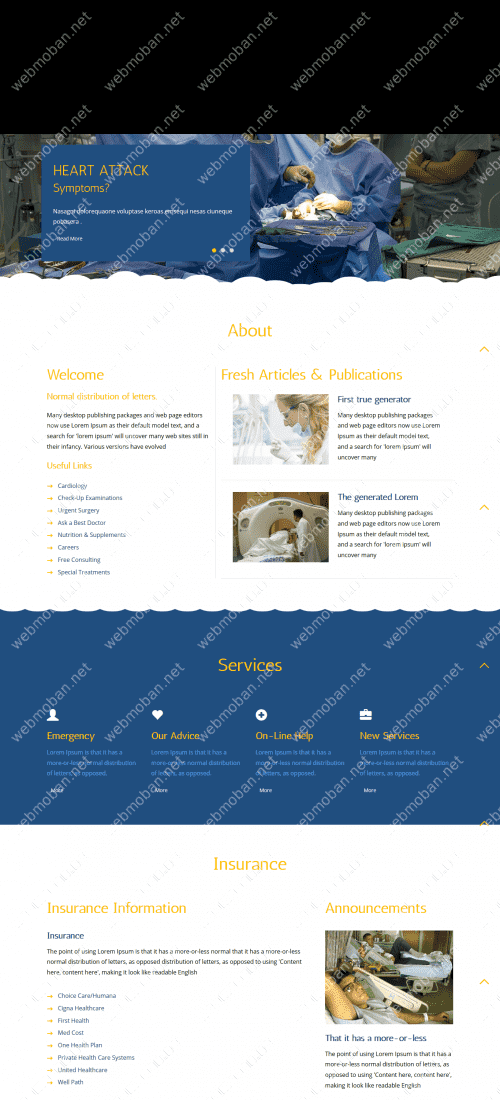 HEART ATTACK
Symptoms?
Nasagd dolorequaone voluptase keroas consequi nesas ciuneque
potosera .
Read More
About
Welcome
Normal distribution of letters.
Many desktop publishing packages and web page editors
now use Lorem Ipsum as their default model text, and a
search for 'lorem ipsum' will uncover many web sites still in
their infancy. Various versions have evolved
Useful Links
Cardiology
Check-Up Examinations
Urgent Surgery
Ask a Best Doctor
Nutrition & Supplements
Careers
Free Consulting
Special Treatments
Fresh Articles & Publications
First true generator
Many desktop publishing packages
and web page editors now use Lorem
Ipsum as their default model text,
and a search for 'lorem ipsum' will
uncover many
The generated Lorem
Many desktop publishing packages
and web page editors now use Lorem
Ipsum as their default model text,
and a search for 'lorem ipsum' will
uncover many
Services
Emergency
Lorem Ipsum is that it has a
more-or-less normal distribution
of letters, as opposed.
More
Our Advice
Lorem Ipsum is that it has a
more-or-less normal distribution
of letters, as opposed.
More
On-Line Help
Lorem Ipsum is that it has a
more-or-less normal distribution
of letters, as opposed.
More
New Services
Lorem Ipsum is that it has a
more-or-less normal distribution
of letters, as opposed.
More
Insurance
Insurance Information
Insurance
The point of using Lorem Ipsum is that it has a more-or-less normal that it has a more-or-less
normal distribution of letters, as opposed distribution of letters, as opposed to using 'Content
here, content here', making it look like readable English
Choice Care/Humana
Cigna Healthcare
First Health
Med Cost
One Health Plan
Private Health Care Systems
United Healthcare
Well Path
Announcements
That it has a more-or-less
The point of using Lorem Ipsum is that it has a
more-or-less normal distribution of letters, as
opposed to using 'Content here, content here',
making it look like readable English
webmoban.net